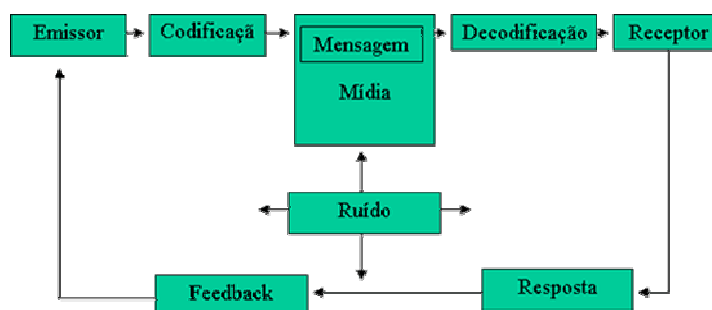 Emissor
Codificaçã
Mensagem
Mídia
Decodificação
Receptor
Ruído
Feedback
Resposta